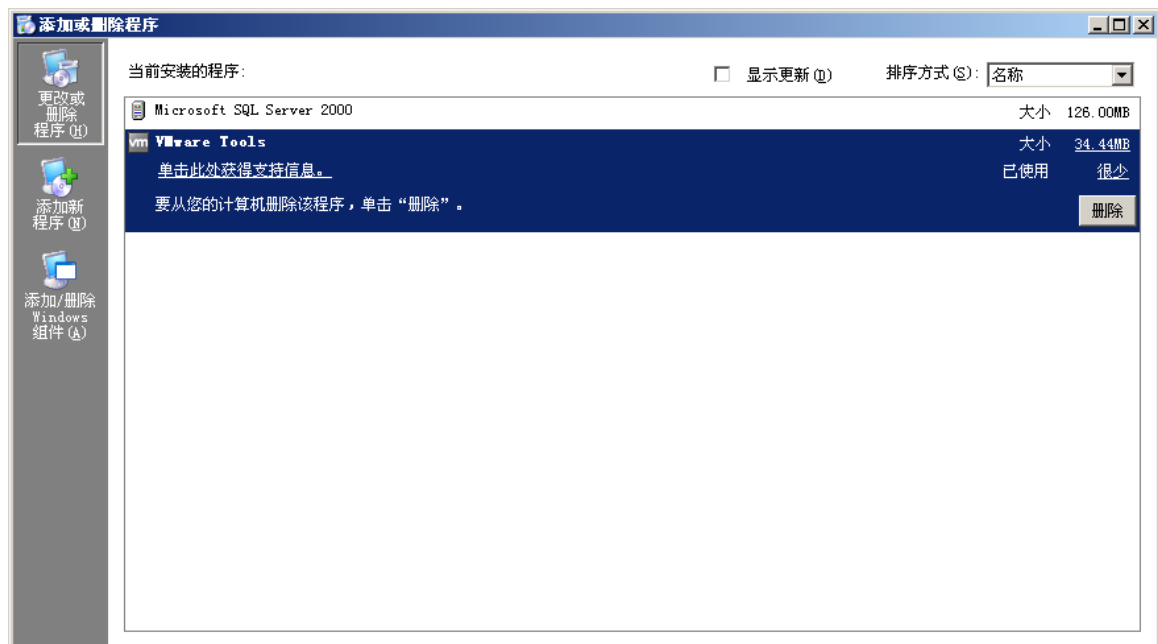 添加或删除程序
更改或
删除
程序(H)
添加新
程序(N)
添加/删除
Windows
组件(A)
当前安装的程序:
显示更新(D)
排序方式(S): 名称
Microsoft SQL Server 2000 大小 126.00MB
vm VMware Tools 大小 34.44MB
单击此处获得支持信息。 已使用 很少
要从您的计算机删除该程序，单击“删除”。 删除